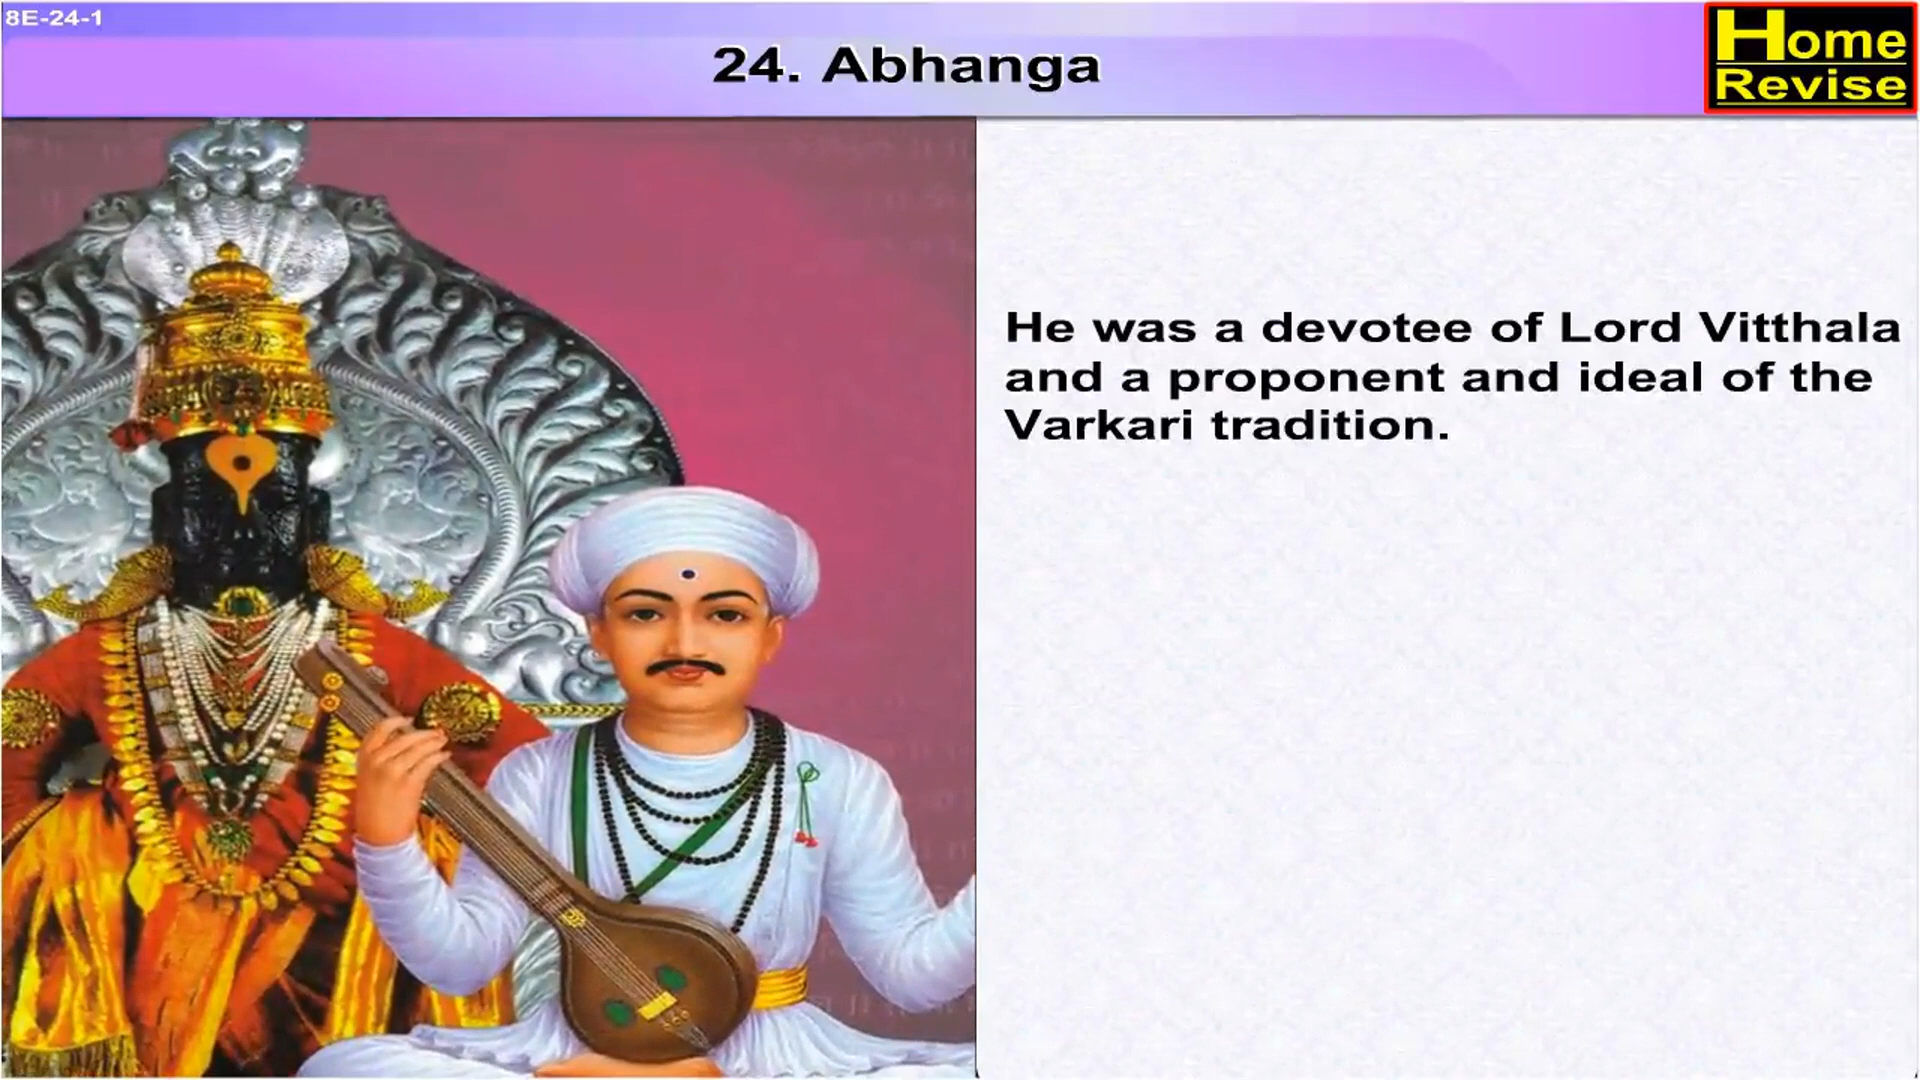 8E-24-1
24. Abhanga
Home
Revise
He was a devotee of Lord Vitthala
and a proponent and ideal of the
Varkari tradition.